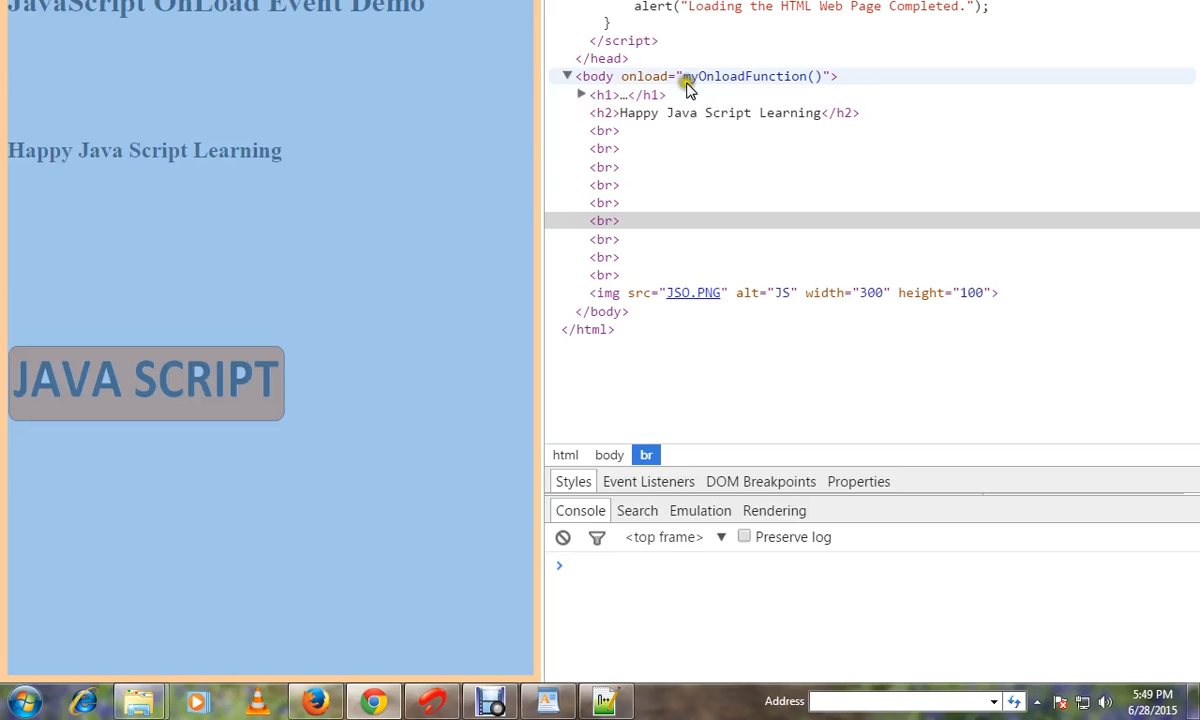 JavaScript OnLoad Event Demo
Happy Java Script Learning
JAVA SCRIPT
alert("Loading the HTML Web Page Completed.");
}
</script>
</head>
▼<body onload="myOnloadFunction()">
▶<h1>…</h1>
<h2>Happy Java Script Learning</h2>
<br>
<br>
<br>
<br>
<br>
<br>
<br>
<br>
<br>
<img src="JSO.PNG" alt="JS" width="300" height="100">
</body>
</html>
html body br
Styles Event Listeners DOM Breakpoints Properties
Console Search Emulation Rendering
<top frame> ▼ Preserve log
>
Address
5:49 PM
6/28/2015